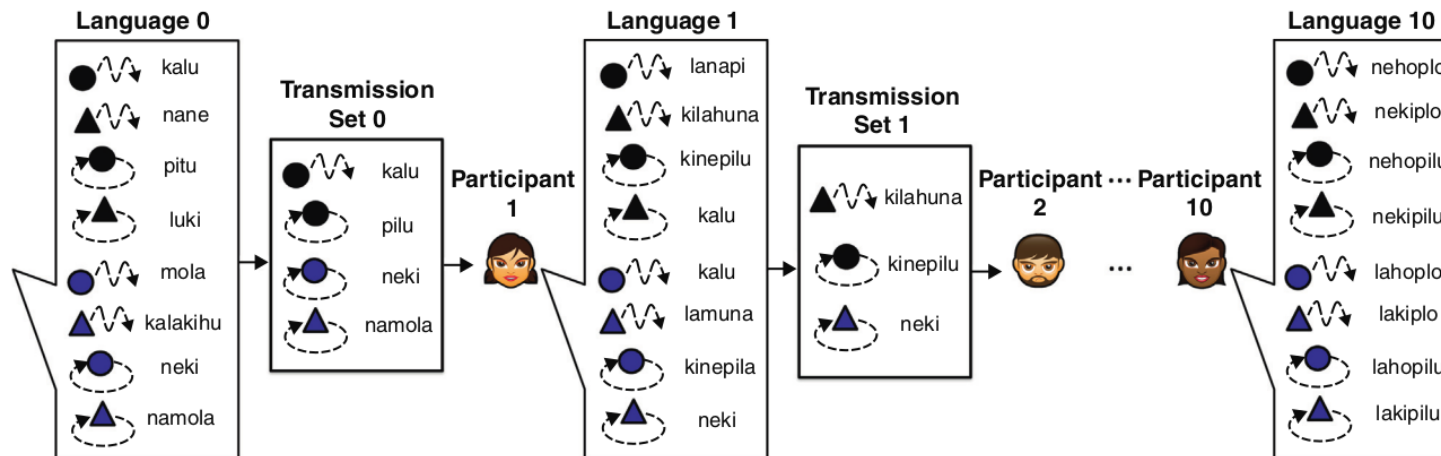 Language 0
kalu
nane
pitu
luki
mola
kalakihu
neki
namola
Transmission
Set 0
kalu
pilu
neki
namola
Participant
1
Language 1
lanapi
kilahuna
kinepilu
kalu
kalu
lamuna
kinepila
neki
Transmission
Set 1
kilahuna
kinepilu
neki
Participant ... Participant
2 10
...
Language 10
nehoplo
nekiplo
nehopilu
nekipilu
lahoplo
lakiplo
lahopilu
lakipilu